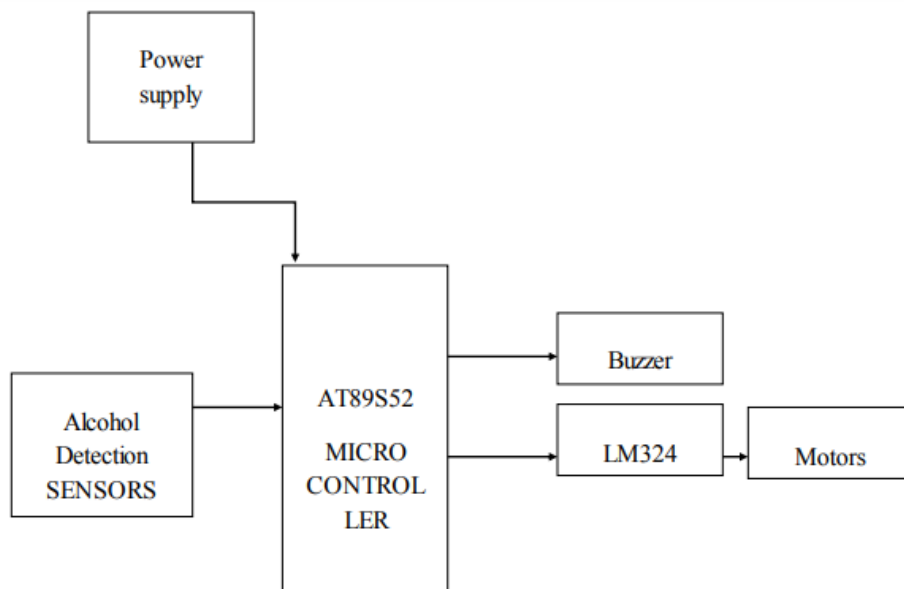 Power
supply
Alcohol
Detection
SENSORS
AT89S52
MICRO
CONTROL
LER
Buzzer
LM324
Motors